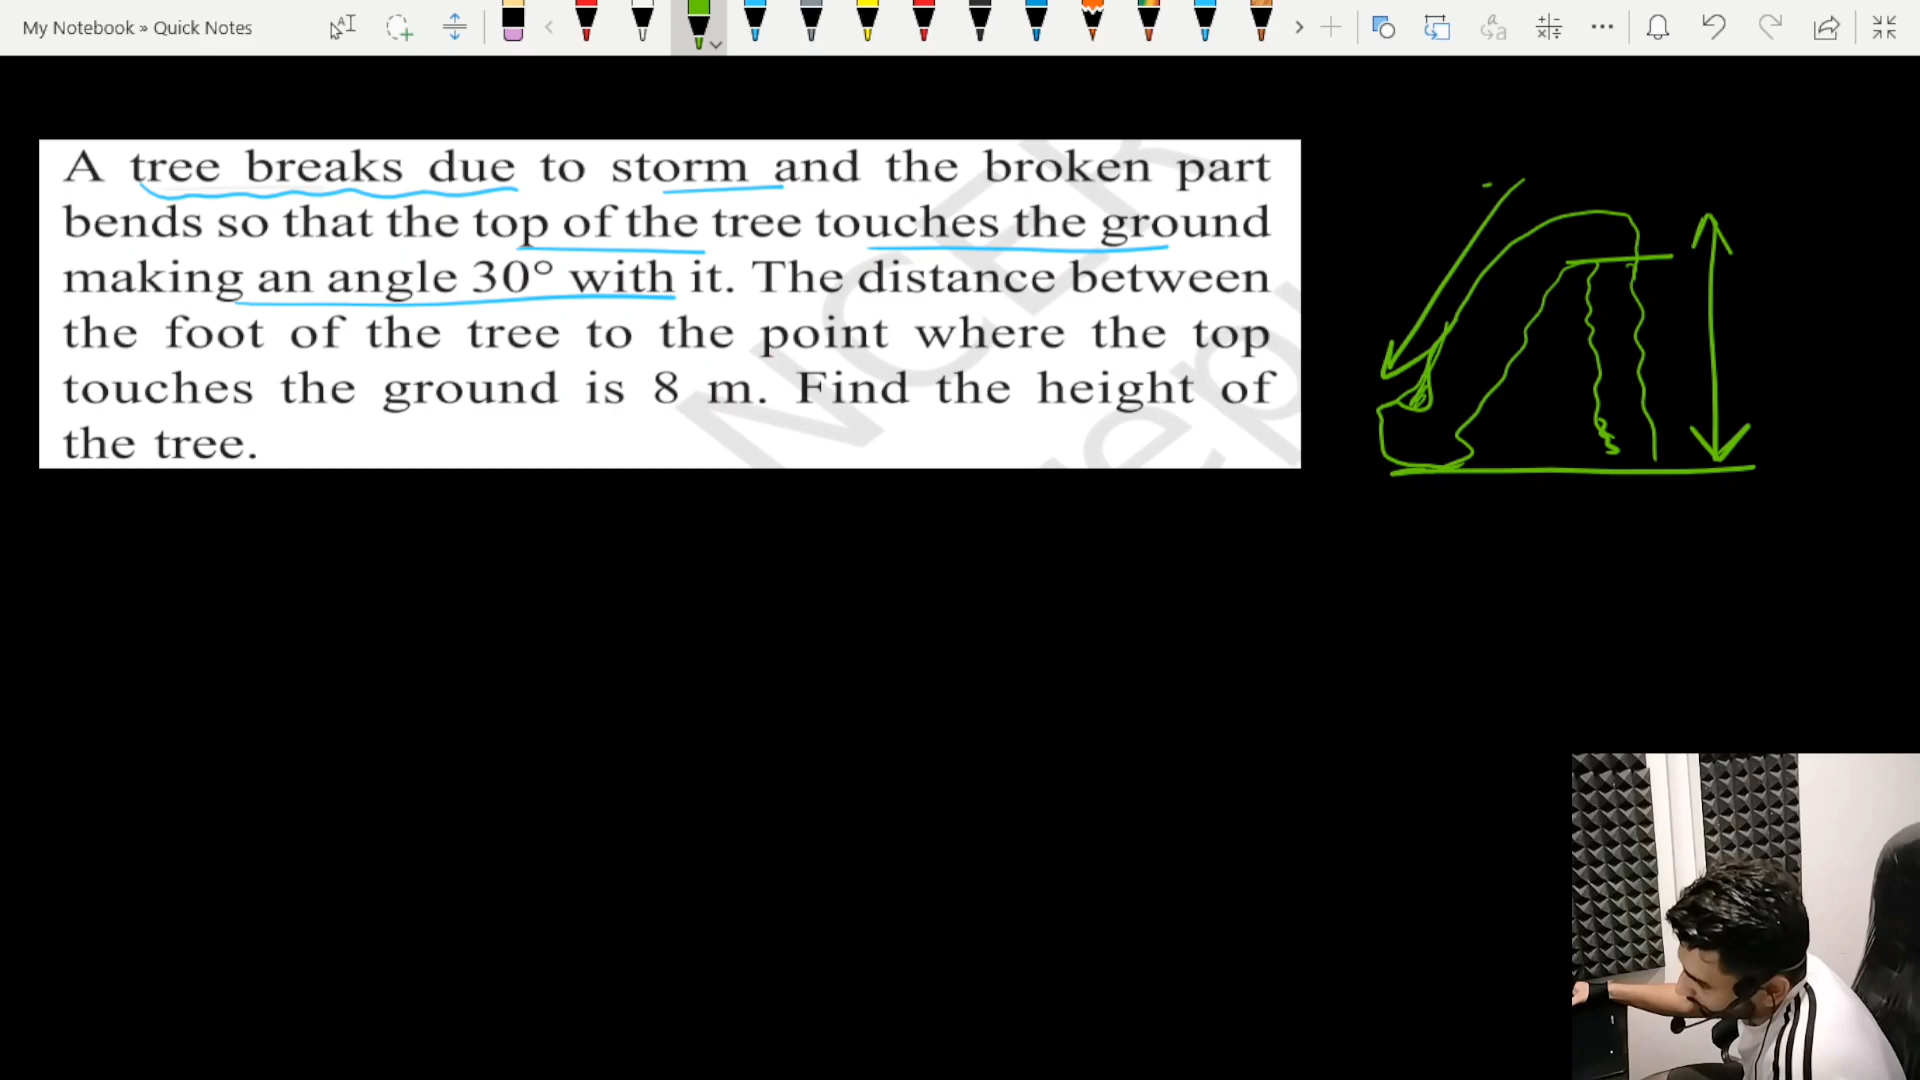 My Notebook » Quick Notes
A tree breaks due to storm and the broken part
bends so that the top of the tree touches the ground
making an angle 30° with it. The distance between
the foot of the tree to the point where the top
touches the ground is 8 m. Find the height of
the tree.